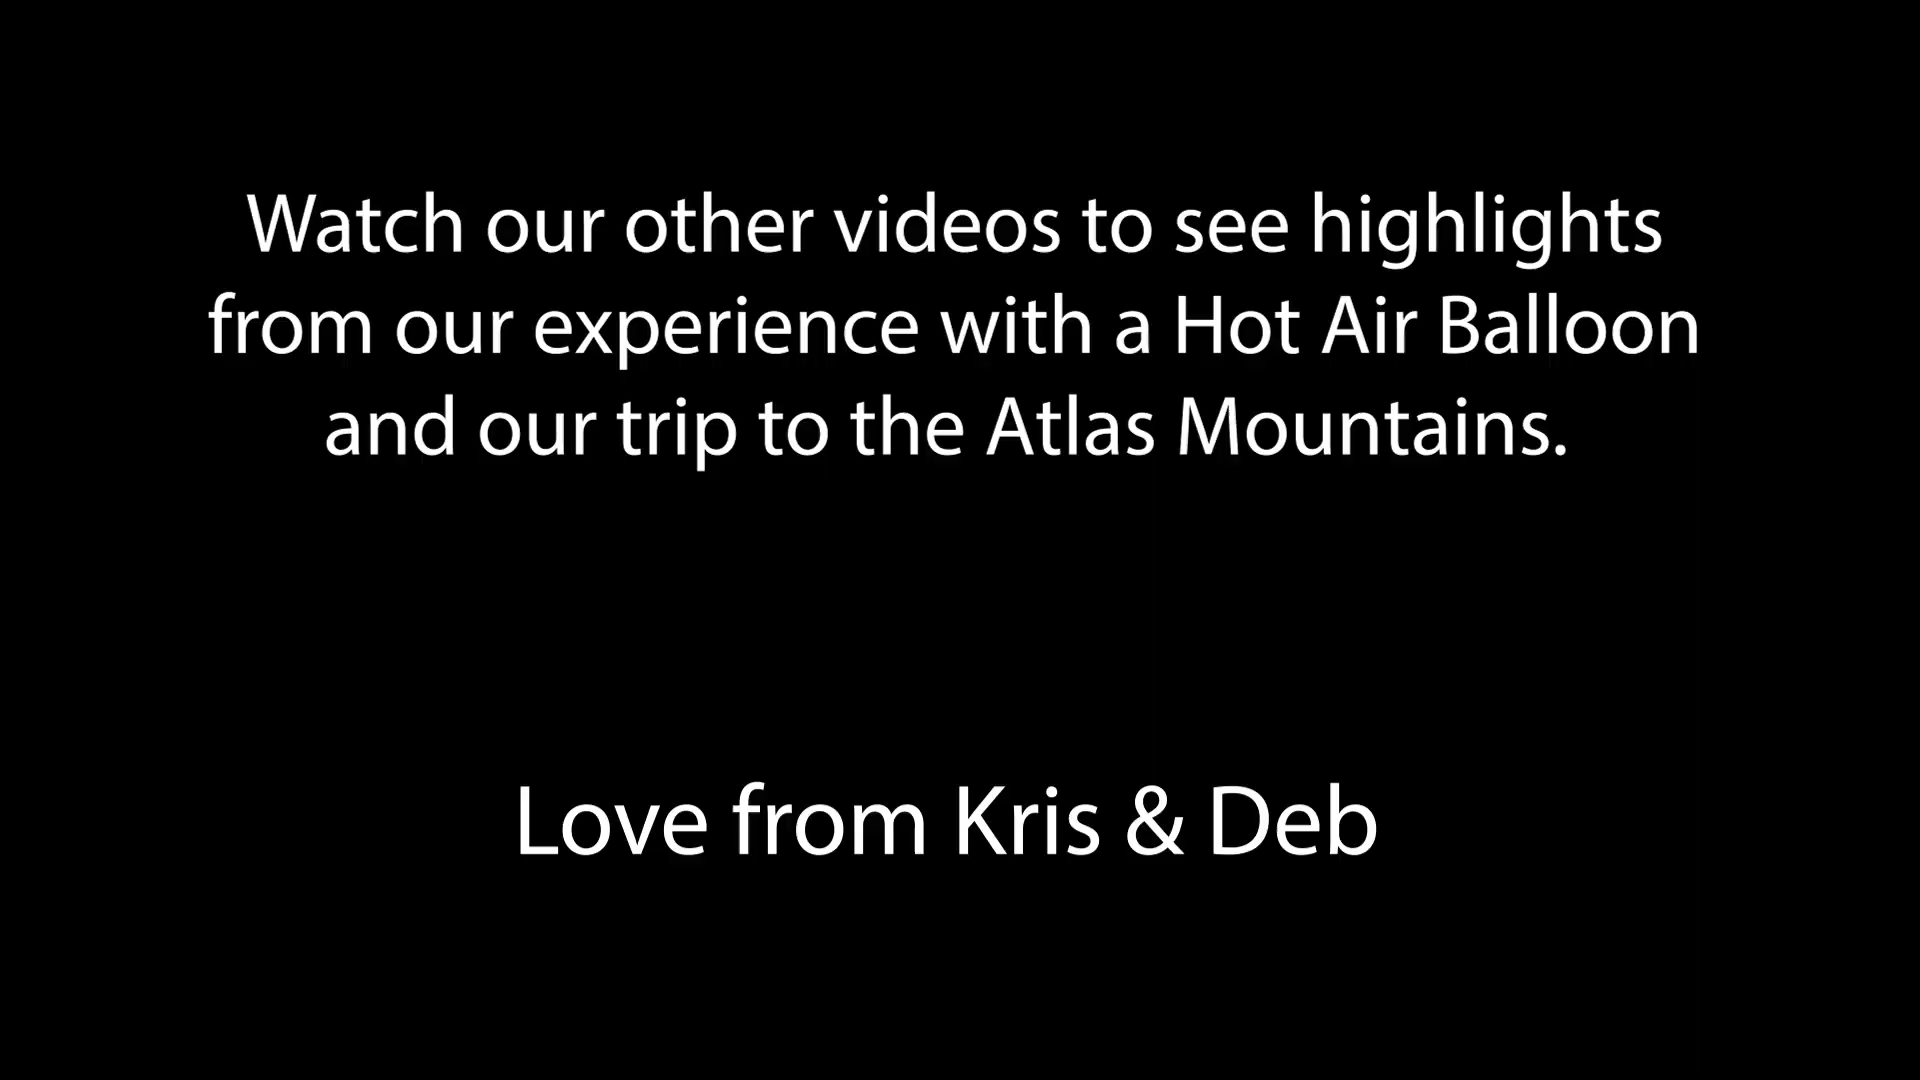 Watch our other videos to see highlights
from our experience with a Hot Air Balloon
and our trip to the Atlas Mountains.
Love from Kris & Deb